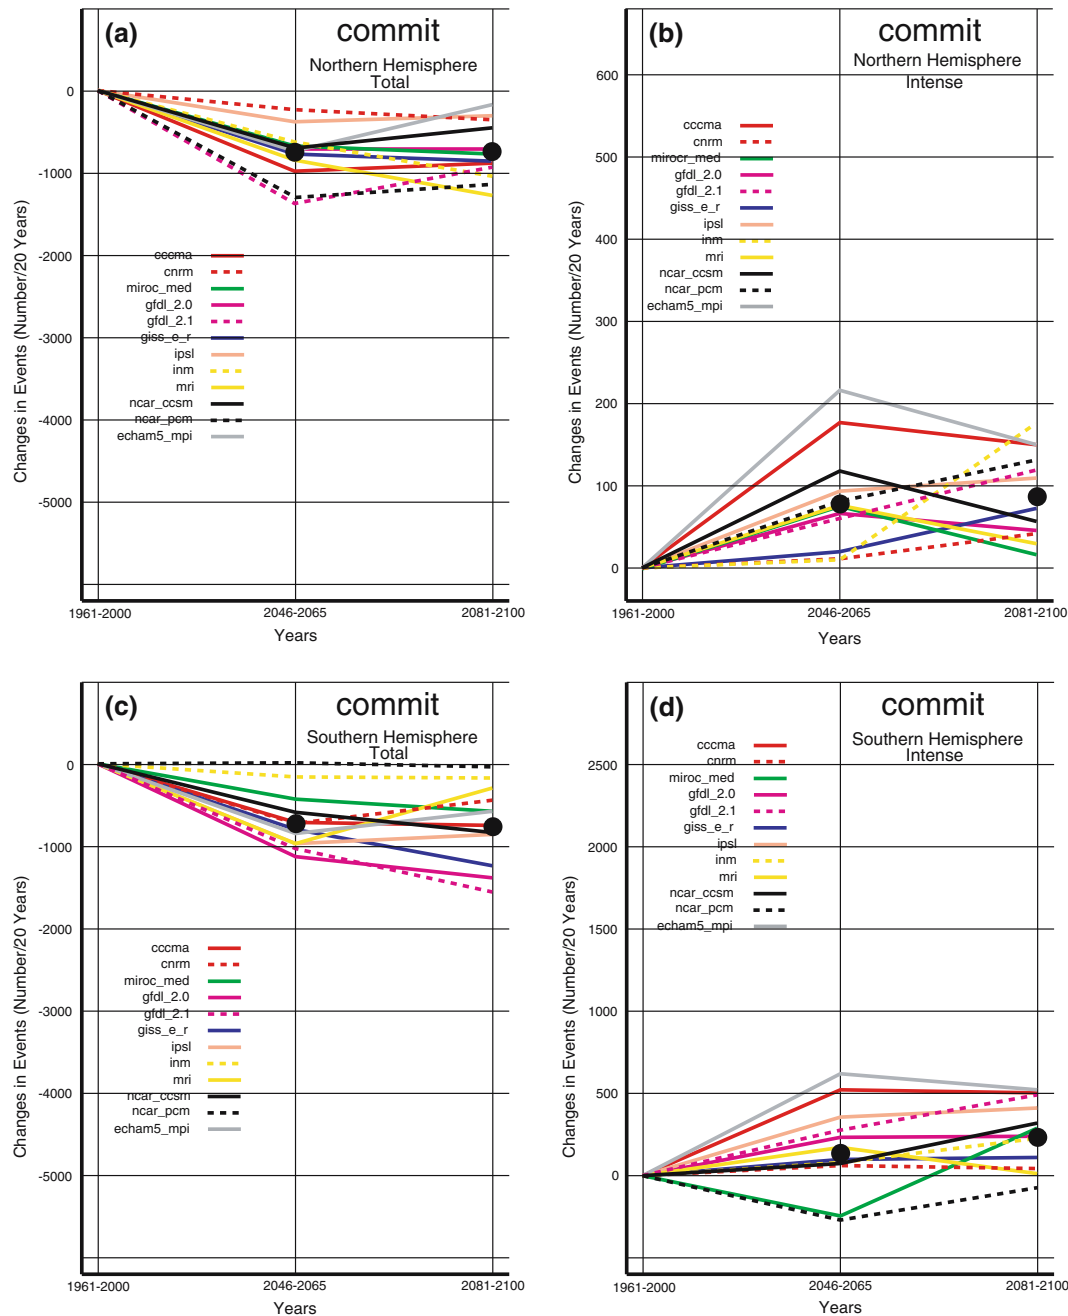 (a)
commit
Northern Hemisphere
Total
0
-1000
-2000
-3000
-4000
-5000
Changes in Events (Number/20 Years)
cccma
cnrm
miroc_med
gfdl_2.0
gfdl_2.1
giss_e_r
ipsl
inm
mri
ncar_ccsm
ncar_pcm
echam5_mpi
1961-2000
2046-2065
2081-2100
Years
(b)
commit
Northern Hemisphere
Intense
600
500
400
300
200
100
0
Changes in Events (Number/20 Years)
cccma
cnrm
mirocr_med
gfdl_2.0
gfdl_2.1
giss_e_r
ipsl
inm
mri
ncar_ccsm
ncar_pcm
echam5_mpi
1961-2000
2046-2065
2081-2100
Years
(c)
commit
Southern Hemisphere
Total
0
-1000
-2000
-3000
-4000
-5000
Changes in Events (Number/20 Years)
cccma
cnrm
miroc_med
gfdl_2.0
gfdl_2.1
giss_e_r
ipsl
inm
mri
ncar_ccsm
ncar_pcm
echam5_mpi
1961-2000
2046-2065
2081-2100
Years
(d)
commit
Southern Hemisphere
Intense
2500
2000
1500
1000
500
0
Changes in Events (Number/20 Years)
cccma
cnrm
miroc_med
gfdl_2.0
gfdl_2.1
giss_e_r
ipsl
inm
mri
ncar_ccsm
ncar_pcm
echam5_mpi
1961-2000
2046-2065
2081-2100
Years